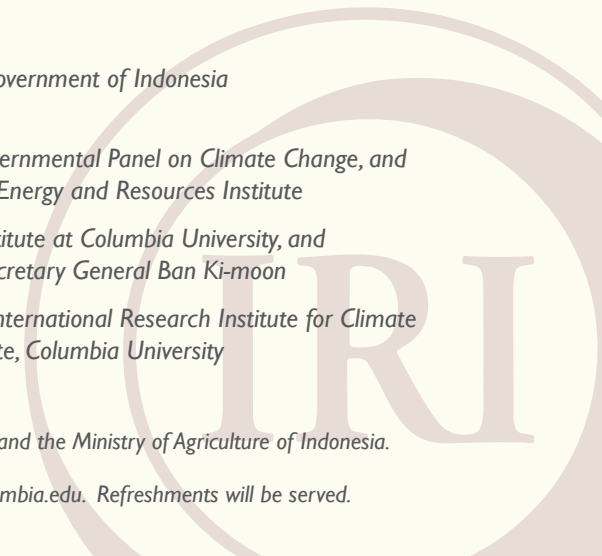 overnment of Indonesia
ernmental Panel on Climate Change, and
Energy and Resources Institute
titute at Columbia University, and
cretary General Ban Ki-moon
nternational Research Institute for Climate
te, Columbia University
IRI
and the Ministry of Agriculture of Indonesia.
mbia.edu. Refreshments will be served.